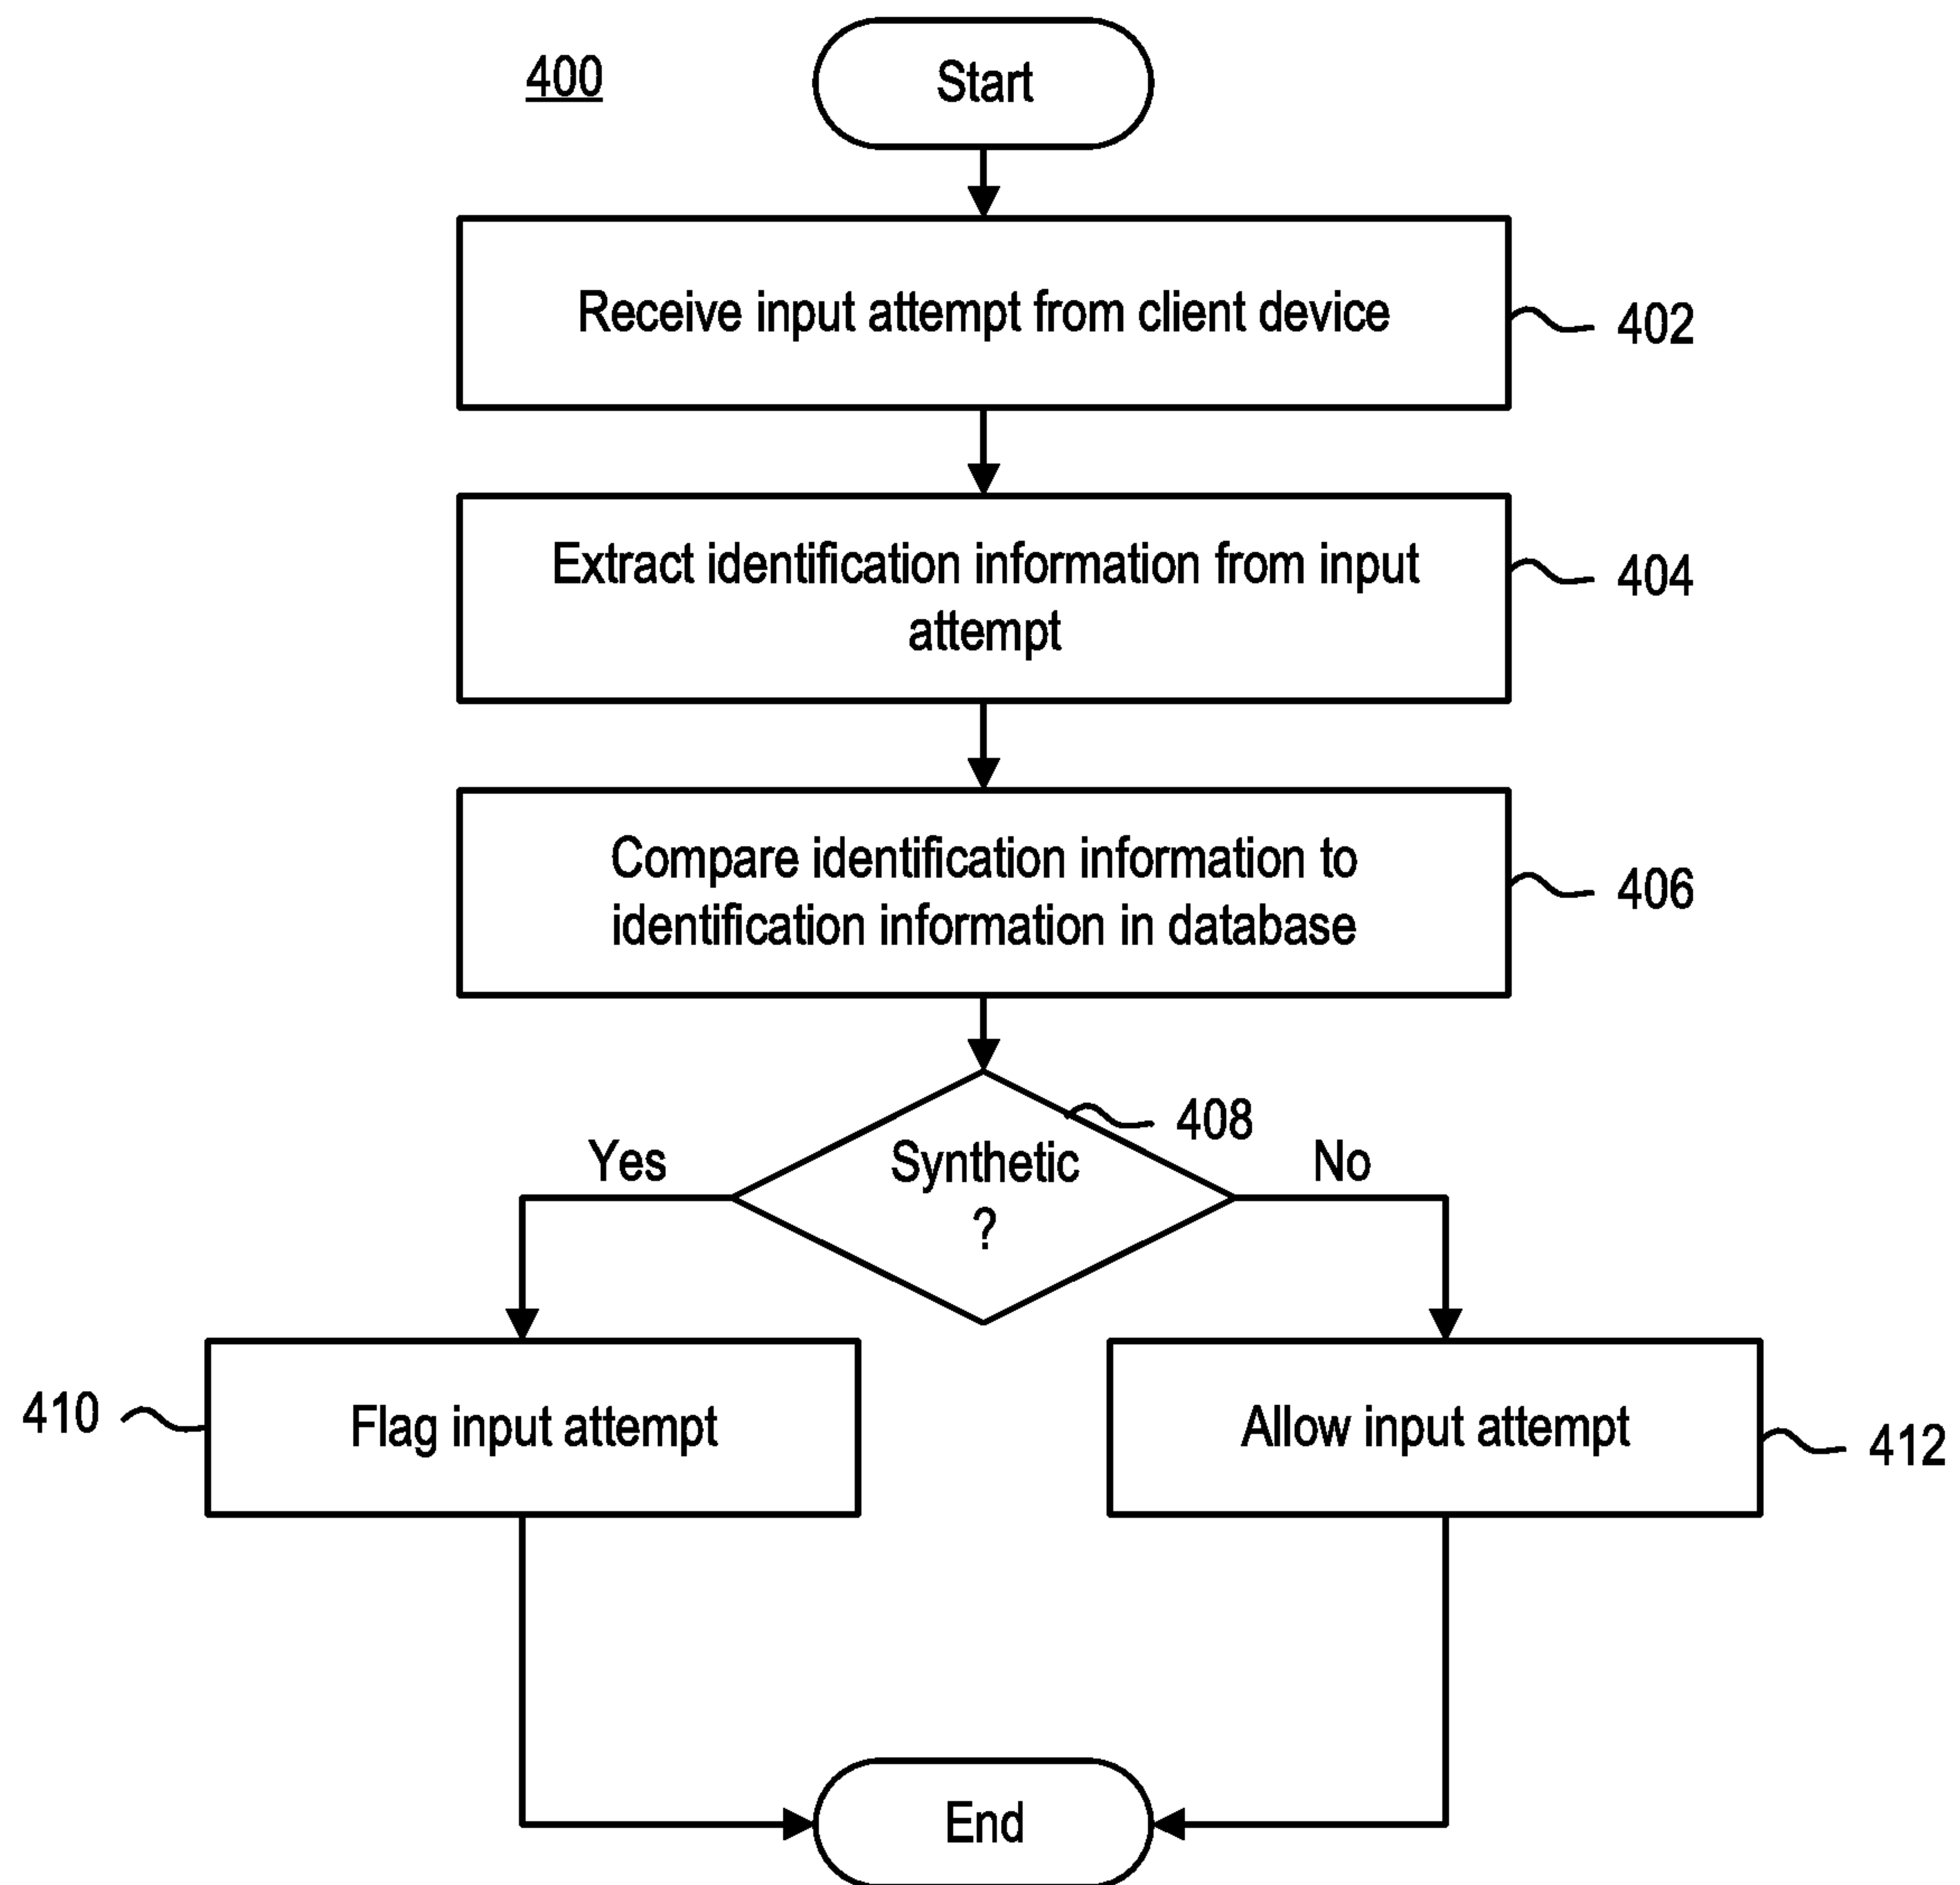 400
Start
Receive input attempt from client device
402
Extract identification information from input
attempt
404
Compare identification information to
identification information in database
406
408
Synthetic
?
Yes
No
410
Flag input attempt
Allow input attempt
412
End